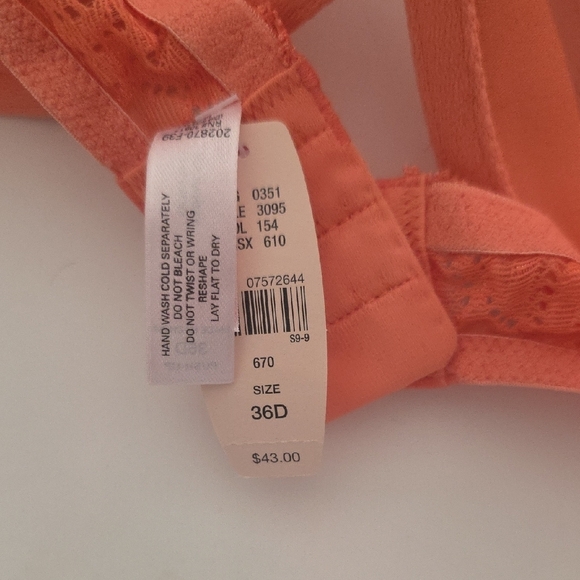 202870-F39
HAND WASH COLD SEPARATELY
DO NOT BLEACH
DO NOT TWIST OR WRING
RESHAPE
LAY FLAT TO DRY
0351
3095
154
SX 610
07572644
S9-9
670
SIZE
36D
$43.00